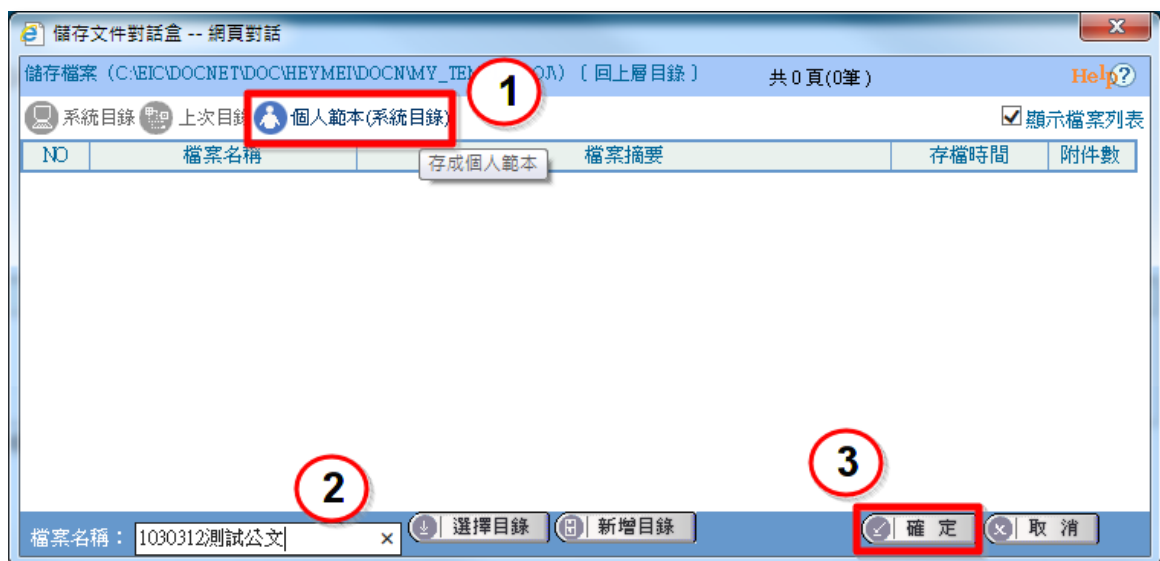 儲存文件對話盒 -- 網頁對話
儲存檔案（C:\EIC\DOCNET\DOC\HEYMEI\DOCN\MY_TEM 〔回上層目錄〕 共0頁(0筆) Help?
1
系統目錄 上次目錄 個人範本(系統目錄) 顯示檔案列表
NO 檔案名稱 檔案摘要 存檔時間 附件數
存成個人範本
2
3
檔案名稱： 1030312測試公文 × 選擇目錄 新增目錄 確定 取消